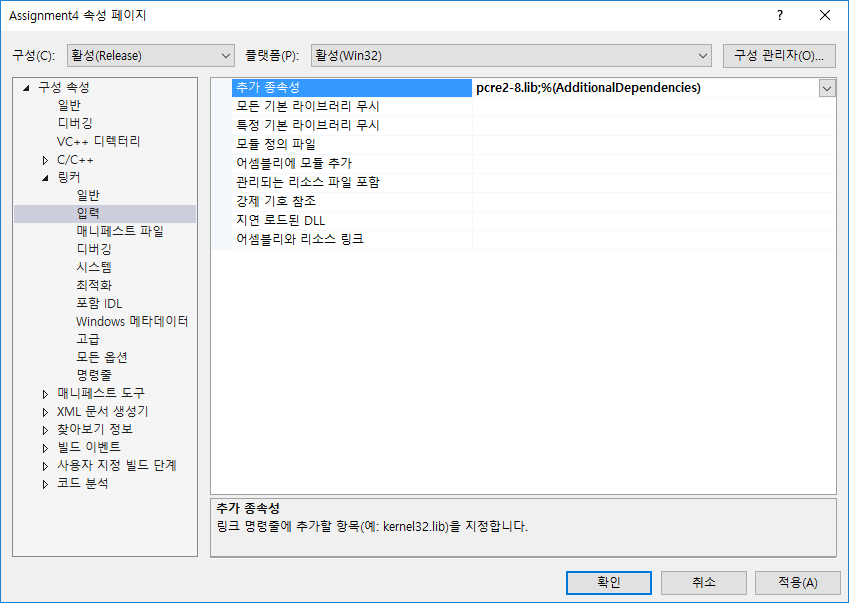 Assignment4 속성 페이지
?
구성(C): 활성(Release) 플랫폼(P): 활성(Win32) 구성 관리자(O)...
구성 속성
일반
디버깅
VC++ 디렉터리
C/C++
링커
일반
입력
매니페스트 파일
디버깅
시스템
최적화
포함 IDL
Windows 메타데이터
고급
모든 옵션
명령줄
매니페스트 도구
XML 문서 생성기
찾아보기 정보
빌드 이벤트
사용자 지정 빌드 단계
코드 분석
추가 종속성 pcre2-8.lib;%(AdditionalDependencies)
모든 기본 라이브러리 무시
특정 기본 라이브러리 무시
모듈 정의 파일
어셈블리에 모듈 추가
관리되는 리소스 파일 포함
강제 기호 참조
지연 로드된 DLL
어셈블리와 리소스 링크
추가 종속성
링크 명령줄에 추가할 항목(예: kernel32.lib)을 지정합니다.
확인 취소 적용(A)